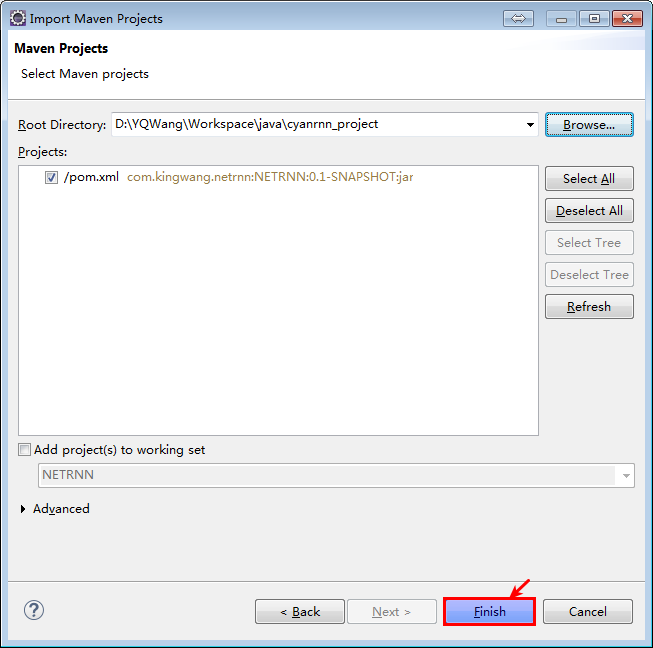 Import Maven Projects
Maven Projects
Select Maven projects
Root Directory: D:\YQWang\Workspace\java\cyanrnn_project Browse...
Projects:
/pom.xml com.kingwang.netrnn:NETRNN:0.1-SNAPSHOT:jar
Select All
Deselect All
Select Tree
Deselect Tree
Refresh
Add project(s) to working set
NETRNN
Advanced
? < Back Next > Finish Cancel